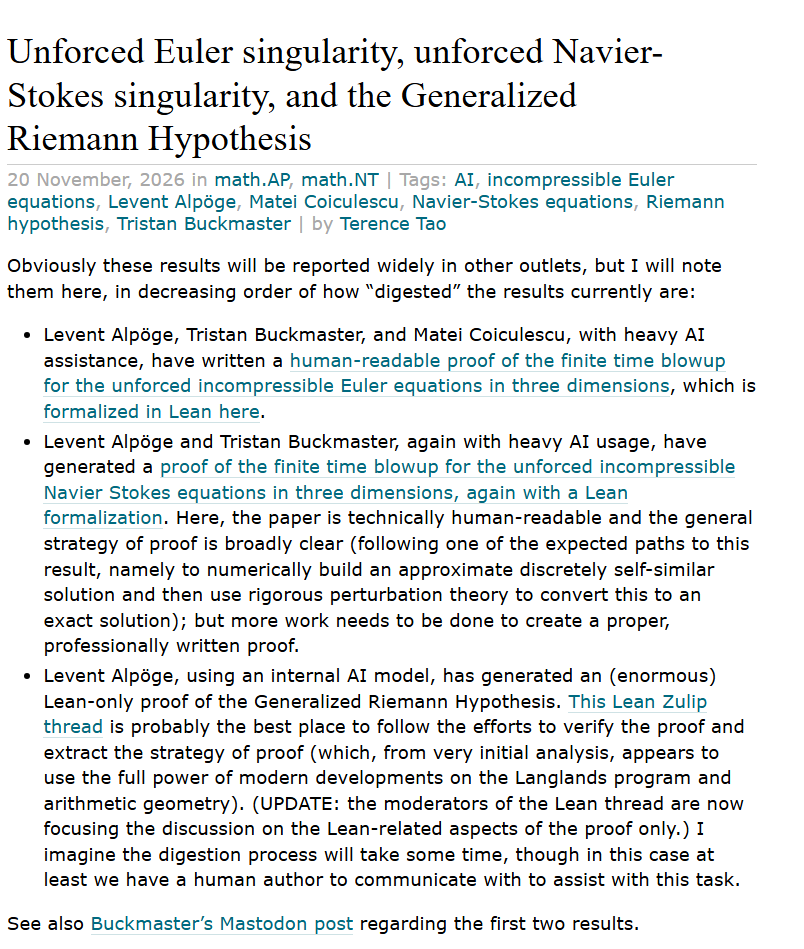 Unforced Euler singularity, unforced Navier-
Stokes singularity, and the Generalized
Riemann Hypothesis
20 November, 2026 in math.AP, math.NT | Tags: AI, incompressible Euler
equations, Levent Alpöge, Matei Coiculescu, Navier-Stokes equations, Riemann
hypothesis, Tristan Buckmaster | by Terence Tao
Obviously these results will be reported widely in other outlets, but I will note
them here, in decreasing order of how “digested” the results currently are:
• Levent Alpöge, Tristan Buckmaster, and Matei Coiculescu, with heavy AI
assistance, have written a human-readable proof of the finite time blowup
for the unforced incompressible Euler equations in three dimensions, which is
formalized in Lean here.
• Levent Alpöge and Tristan Buckmaster, again with heavy AI usage, have
generated a proof of the finite time blowup for the unforced incompressible
Navier Stokes equations in three dimensions, again with a Lean
formalization. Here, the paper is technically human-readable and the general
strategy of proof is broadly clear (following one of the expected paths to this
result, namely to numerically build an approximate discretely self-similar
solution and then use rigorous perturbation theory to convert this to an
exact solution); but more work needs to be done to create a proper,
professionally written proof.
• Levent Alpöge, using an internal AI model, has generated an (enormous)
Lean-only proof of the Generalized Riemann Hypothesis. This Lean Zulip
thread is probably the best place to follow the efforts to verify the proof and
extract the strategy of proof (which, from very initial analysis, appears to
use the full power of modern developments on the Langlands program and
arithmetic geometry). (UPDATE: the moderators of the Lean thread are now
focusing the discussion on the Lean-related aspects of the proof only.) I
imagine the digestion process will take some time, though in this case at
least we have a human author to communicate with to assist with this task.
See also Buckmaster’s Mastodon post regarding the first two results.